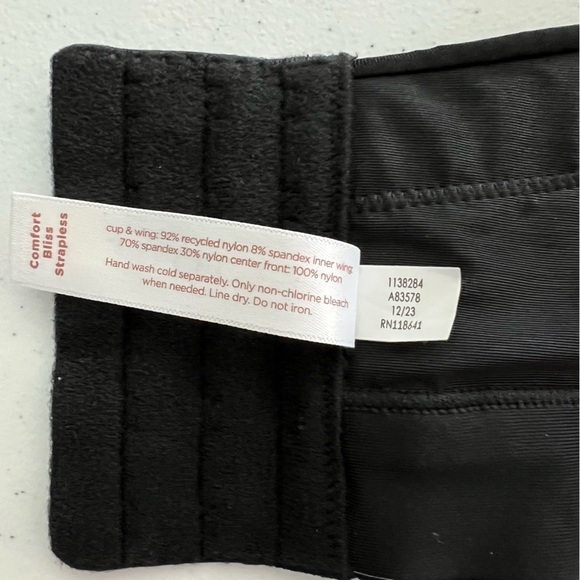 Comfort
Bliss
Strapless
cup & wing: 92% recycled nylon 8% spandex inner wing:
70% spandex 30% nylon center front: 100% nylon
Hand wash cold separately. Only non-chlorine bleach
when needed. Line dry. Do not iron.
1138284
A83578
12/23
RN118641